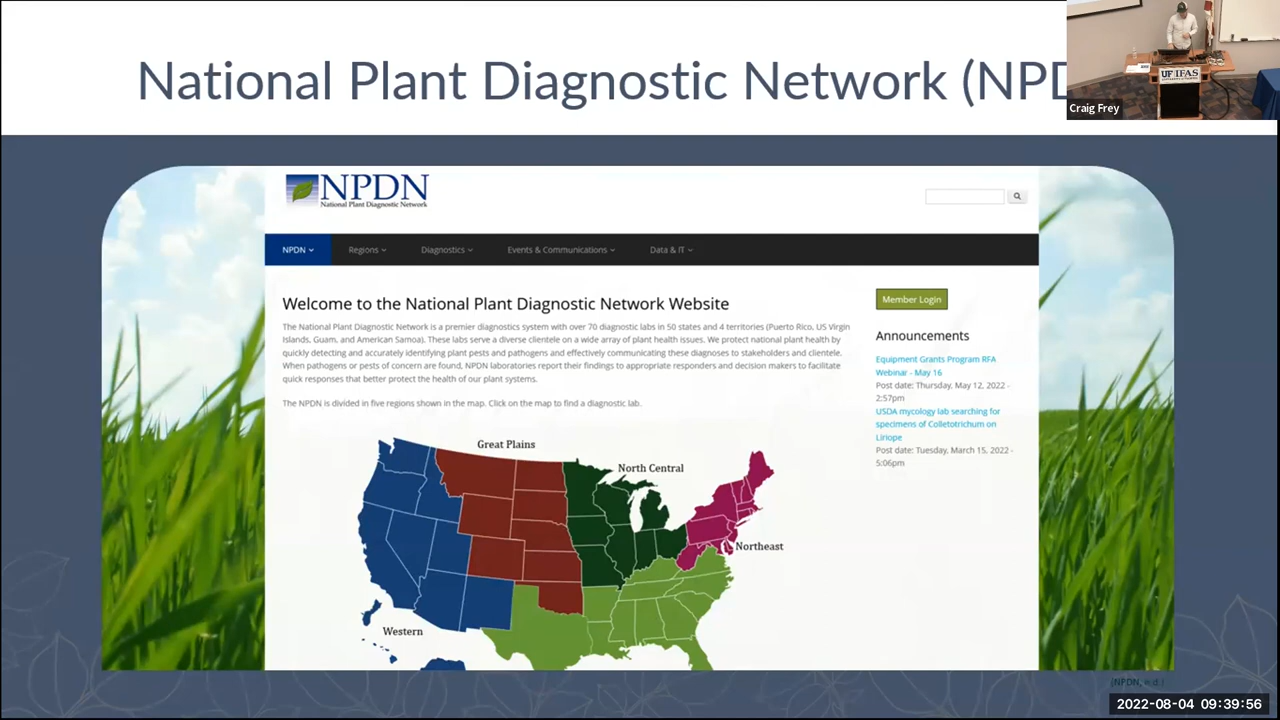 National Plant Diagnostic Network (NPD
UF IFAS
Craig Frey
NPDN
National Plant Diagnostic Network
NPDN Regions Diagnostics Events & Communications Data & IT
Welcome to the National Plant Diagnostic Network Website
The National Plant Diagnostic Network is a premier diagnostics system with over 70 diagnostic labs in 50 states and 4 territories (Puerto Rico, US Virgin
Islands, Guam, and American Samoa). These labs serve a diverse clientele on a wide array of plant health issues. We protect national plant health by
quickly detecting and accurately identifying plant pests and pathogens and effectively communicating these diagnoses to stakeholders and clientele.
When pathogens or pests of concern are found, NPDN laboratories report their findings to appropriate responders and decision makers to facilitate
quick responses that better protect the health of our plant systems.
The NPDN is divided in five regions shown in the map. Click on the map to find a diagnostic lab.
Member Login
Announcements
Equipment Grants Program RFA
Webinar - May 16
Post date: Thursday, May 12, 2022 -
2:57pm
USDA mycology lab searching for
specimens of Colletotrichum on
Liriope
Post date: Tuesday, March 15, 2022 -
5:06pm
Great Plains
North Central
Northeast
Western
(NPDN, n.d.)
2022-08-04 09:39:56